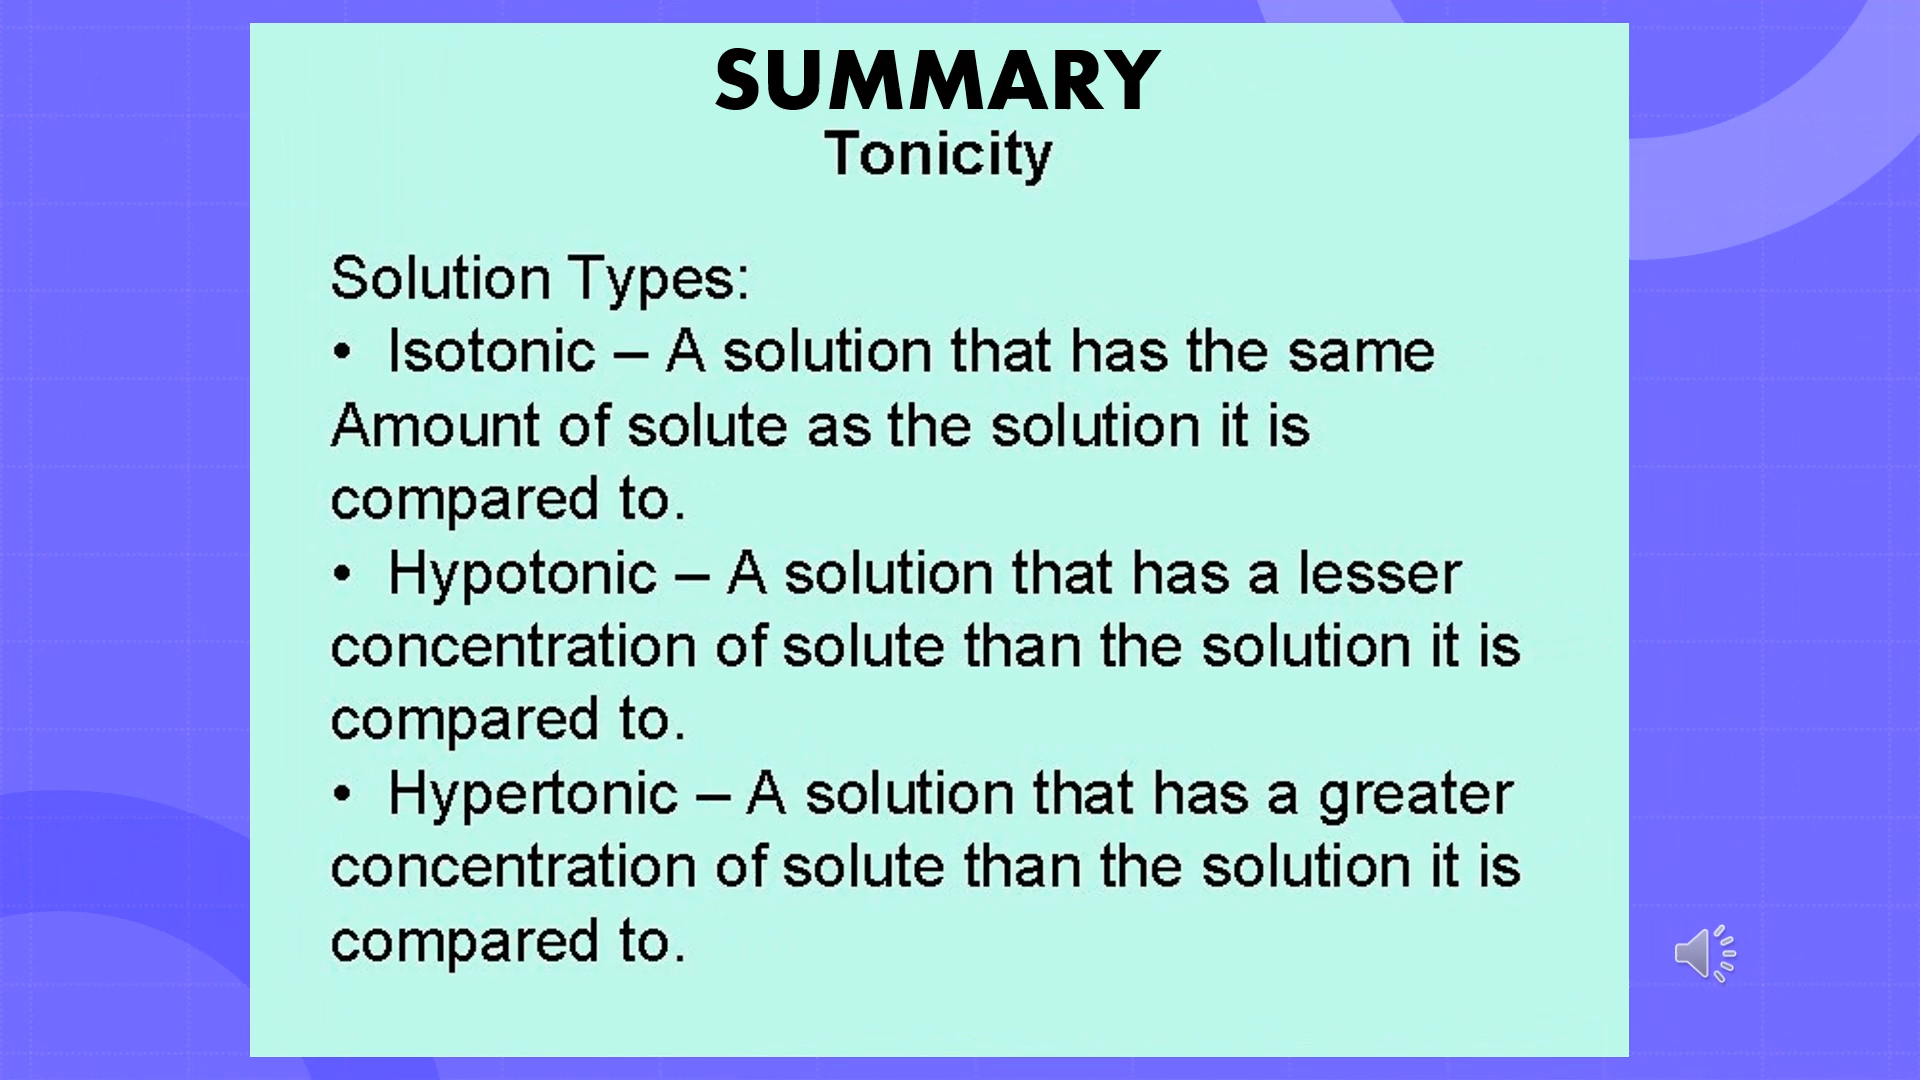 SUMMARY
Tonicity
Solution Types:
• Isotonic – A solution that has the same
Amount of solute as the solution it is
compared to.
• Hypotonic – A solution that has a lesser
concentration of solute than the solution it is
compared to.
• Hypertonic – A solution that has a greater
concentration of solute than the solution it is
compared to.